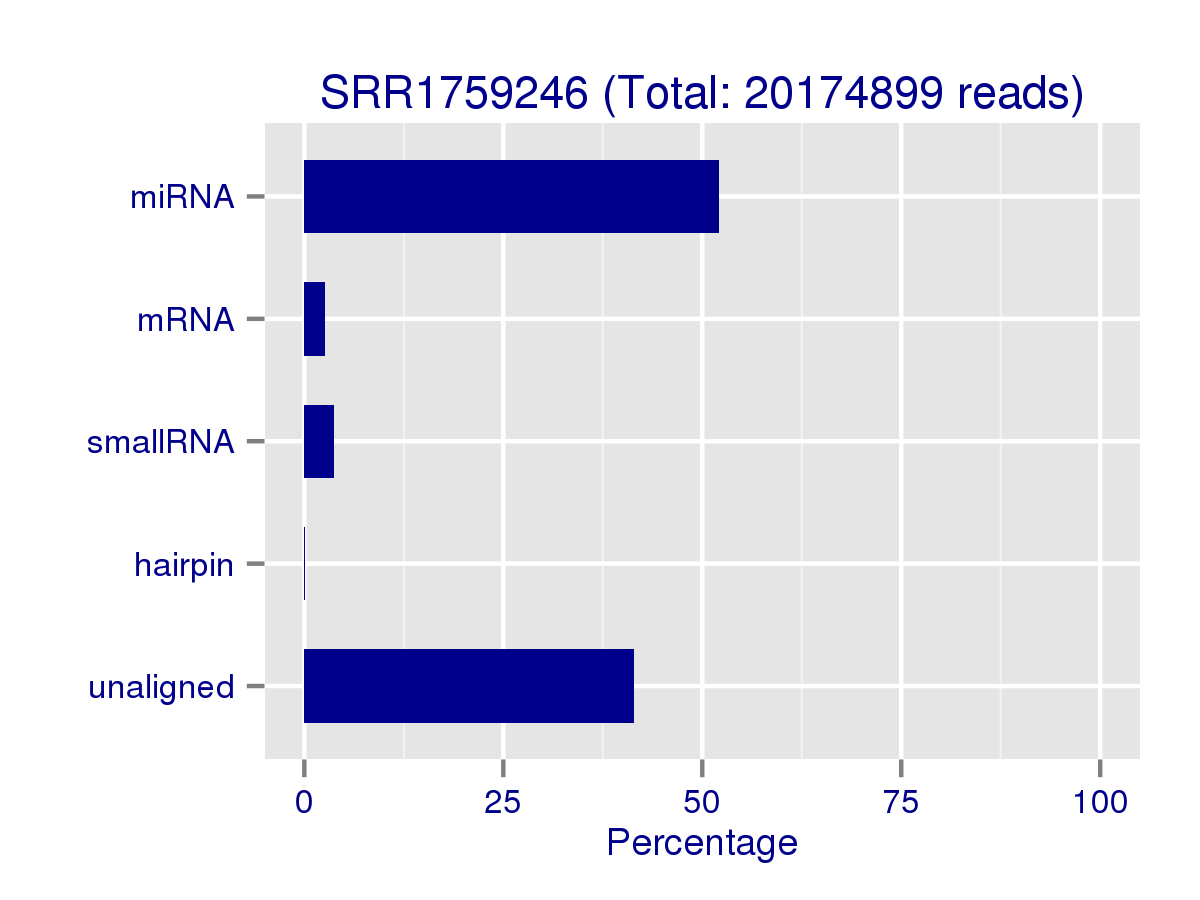 SRR1759246 (Total: 20174899 reads)
miRNA
mRNA
smallRNA
hairpin
unaligned
0 25 50 75 100
Percentage